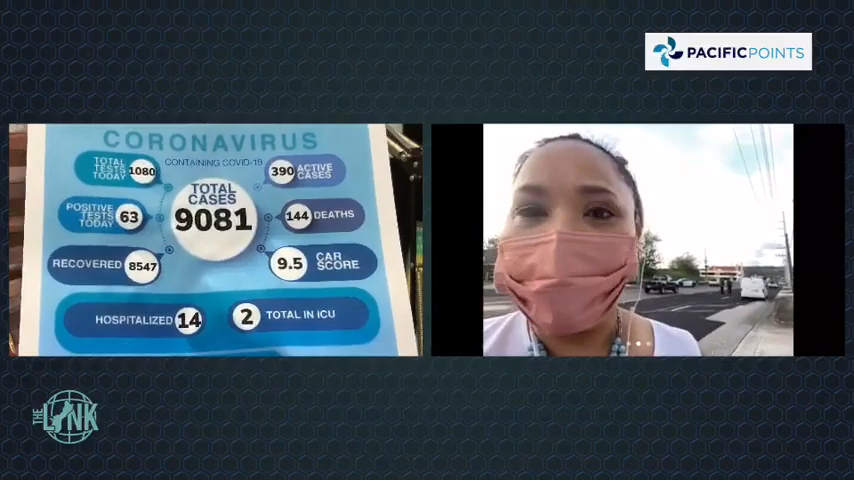 PACIFICPOINTS
CORONAVIRUS
CONTAINING COVID-19
TOTAL
TESTS
TODAY
1080
390
ACTIVE
CASES
TOTAL
CASES
9081
POSITIVE
TESTS
TODAY
63
144
DEATHS
RECOVERED
8547
9.5
CAR
SCORE
HOSPITALIZED
14
2
TOTAL IN ICU
THE
LINK